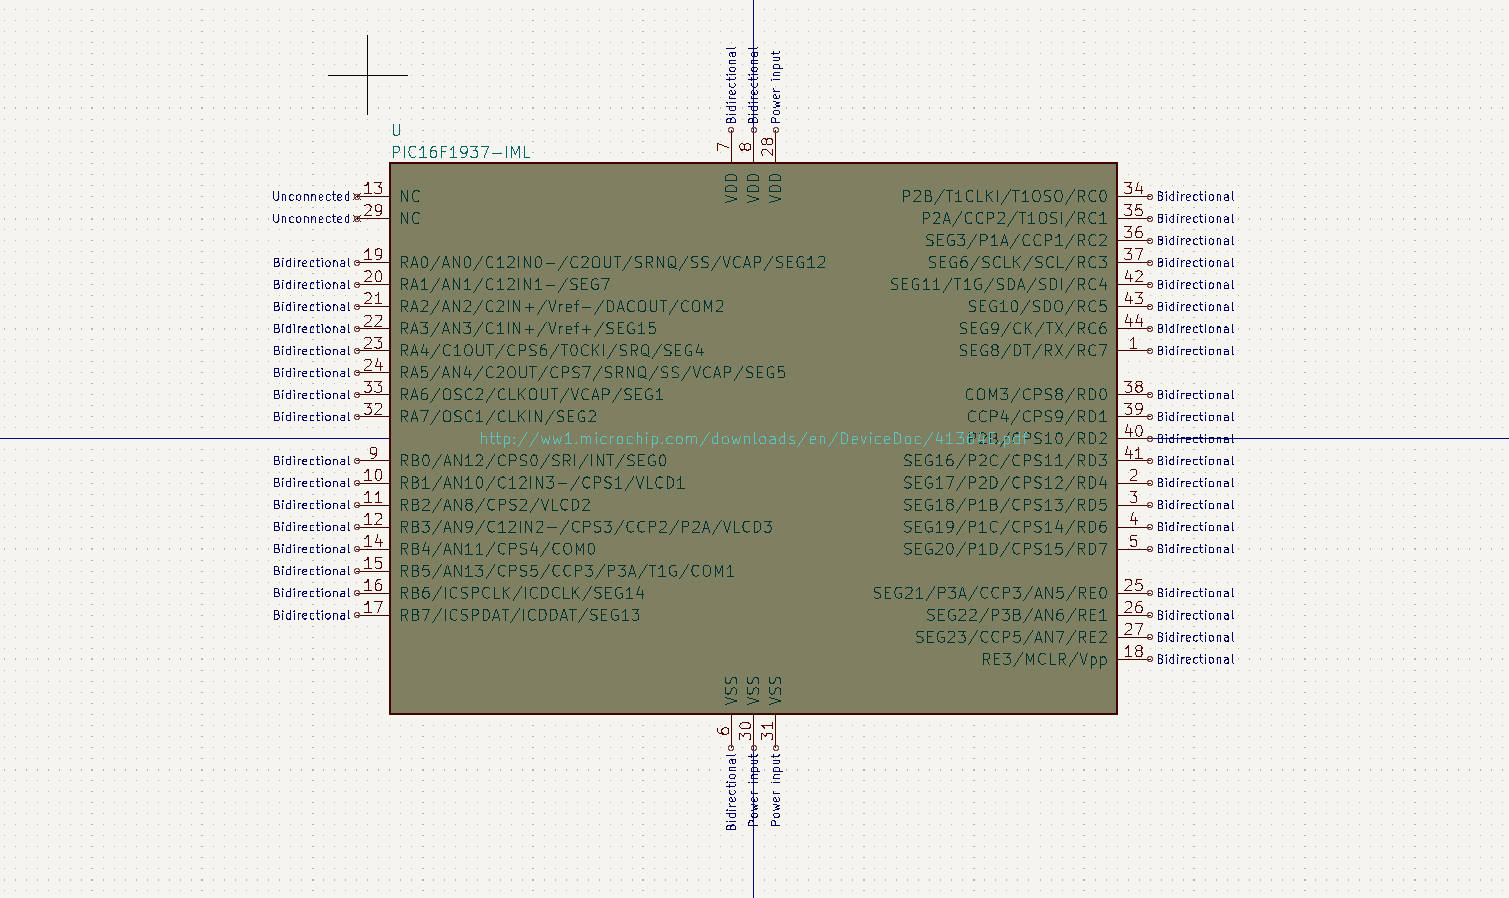 Bidirectional Bidirectional Power input
7 8 28
U
PIC16F1937-IML
VDD VDD VDD
Unconnected 13 NC
Unconnected 29 NC
Bidirectional 19 RA0/AN0/C12IN0-/C2OUT/SRNQ/SS/VCAP/SEG12
Bidirectional 20 RA1/AN1/C12IN1-/SEG7
Bidirectional 21 RA2/AN2/C2IN+/Vref-/DACOUT/COM2
Bidirectional 22 RA3/AN3/C1IN+/Vref+/SEG15
Bidirectional 23 RA4/C1OUT/CPS6/T0CKI/SRQ/SEG4
Bidirectional 24 RA5/AN4/C2OUT/CPS7/SRNQ/SS/VCAP/SEG5
Bidirectional 33 RA6/OSC2/CLKOUT/VCAP/SEG1
Bidirectional 32 RA7/OSC1/CLKIN/SEG2
Bidirectional 9 RB0/AN12/CPS0/SRI/INT/SEG0
Bidirectional 10 RB1/AN10/C12IN3-/CPS1/VLCD1
Bidirectional 11 RB2/AN8/CPS2/VLCD2
Bidirectional 12 RB3/AN9/C12IN2-/CPS3/CCP2/P2A/VLCD3
Bidirectional 14 RB4/AN11/CPS4/COM0
Bidirectional 15 RB5/AN13/CPS5/CCP3/P3A/T1G/COM1
Bidirectional 16 RB6/ICSPCLK/ICDCLK/SEG14
Bidirectional 17 RB7/ICSPDAT/ICDDAT/SEG13
P2B/T1CLKI/T1OSO/RC0 34 Bidirectional
P2A/CCP2/T1OSI/RC1 35 Bidirectional
SEG3/P1A/CCP1/RC2 36 Bidirectional
SEG6/SCLK/SCL/RC3 37 Bidirectional
SEG11/T1G/SDA/SDI/RC4 42 Bidirectional
SEG10/SDO/RC5 43 Bidirectional
SEG9/CK/TX/RC6 44 Bidirectional
SEG8/DT/RX/RC7 1 Bidirectional
COM3/CPS8/RD0 38 Bidirectional
CCP4/CPS9/RD1 39 Bidirectional
P2B/CPS10/RD2 40 Bidirectional
SEG16/P2C/CPS11/RD3 41 Bidirectional
SEG17/P2D/CPS12/RD4 2 Bidirectional
SEG18/P1B/CPS13/RD5 3 Bidirectional
SEG19/P1C/CPS14/RD6 4 Bidirectional
SEG20/P1D/CPS15/RD7 5 Bidirectional
SEG21/P3A/CCP3/AN5/RE0 25 Bidirectional
SEG22/P3B/AN6/RE1 26 Bidirectional
SEG23/CCP5/AN7/RE2 27 Bidirectional
RE3/MCLR/Vpp 18 Bidirectional
VSS VSS VSS
6 30 31
Bidirectional Power input Power input